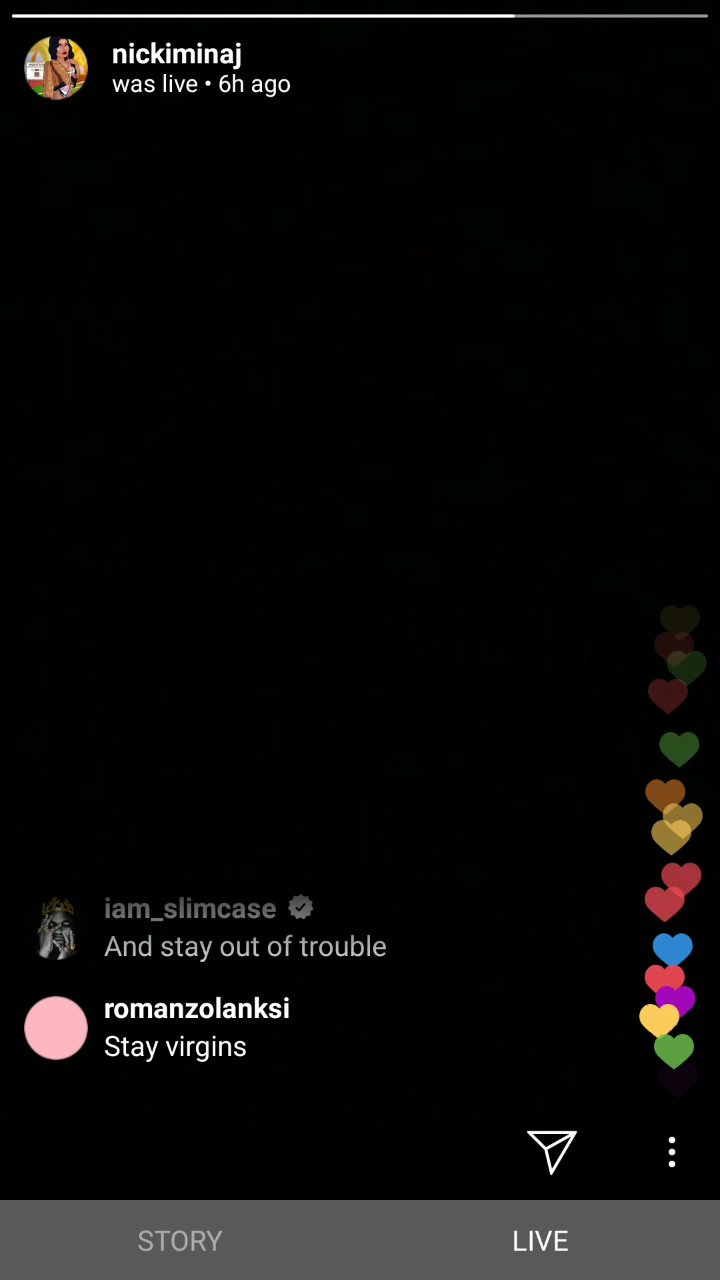 nickiminaj
was live • 6h ago
iam_slimcase
And stay out of trouble
romanzolanksi
Stay virgins
STORY
LIVE